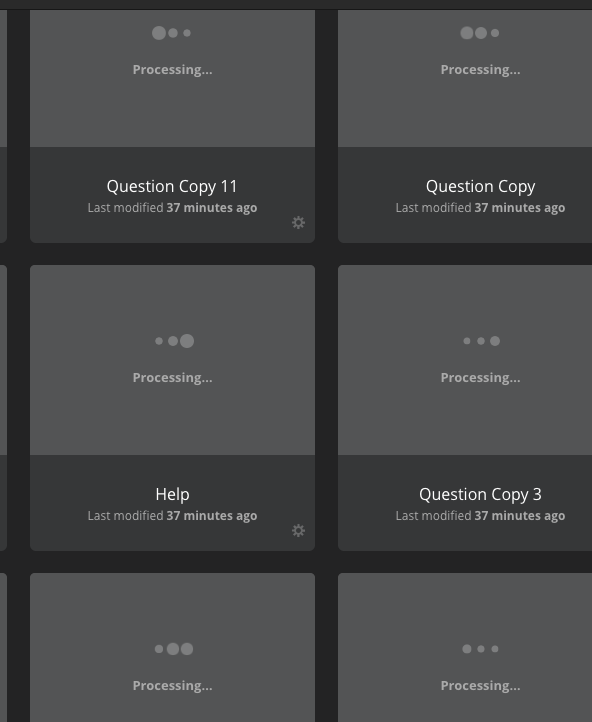 Processing...
Processing...
Question Copy 11
Question Copy
Last modified 37 minutes ago
Last modified 37 minutes ago
Processing...
Processing...
Help
Question Copy 3
Last modified 37 minutes ago
Last modified 37 minutes ago
Processing...
Processing...